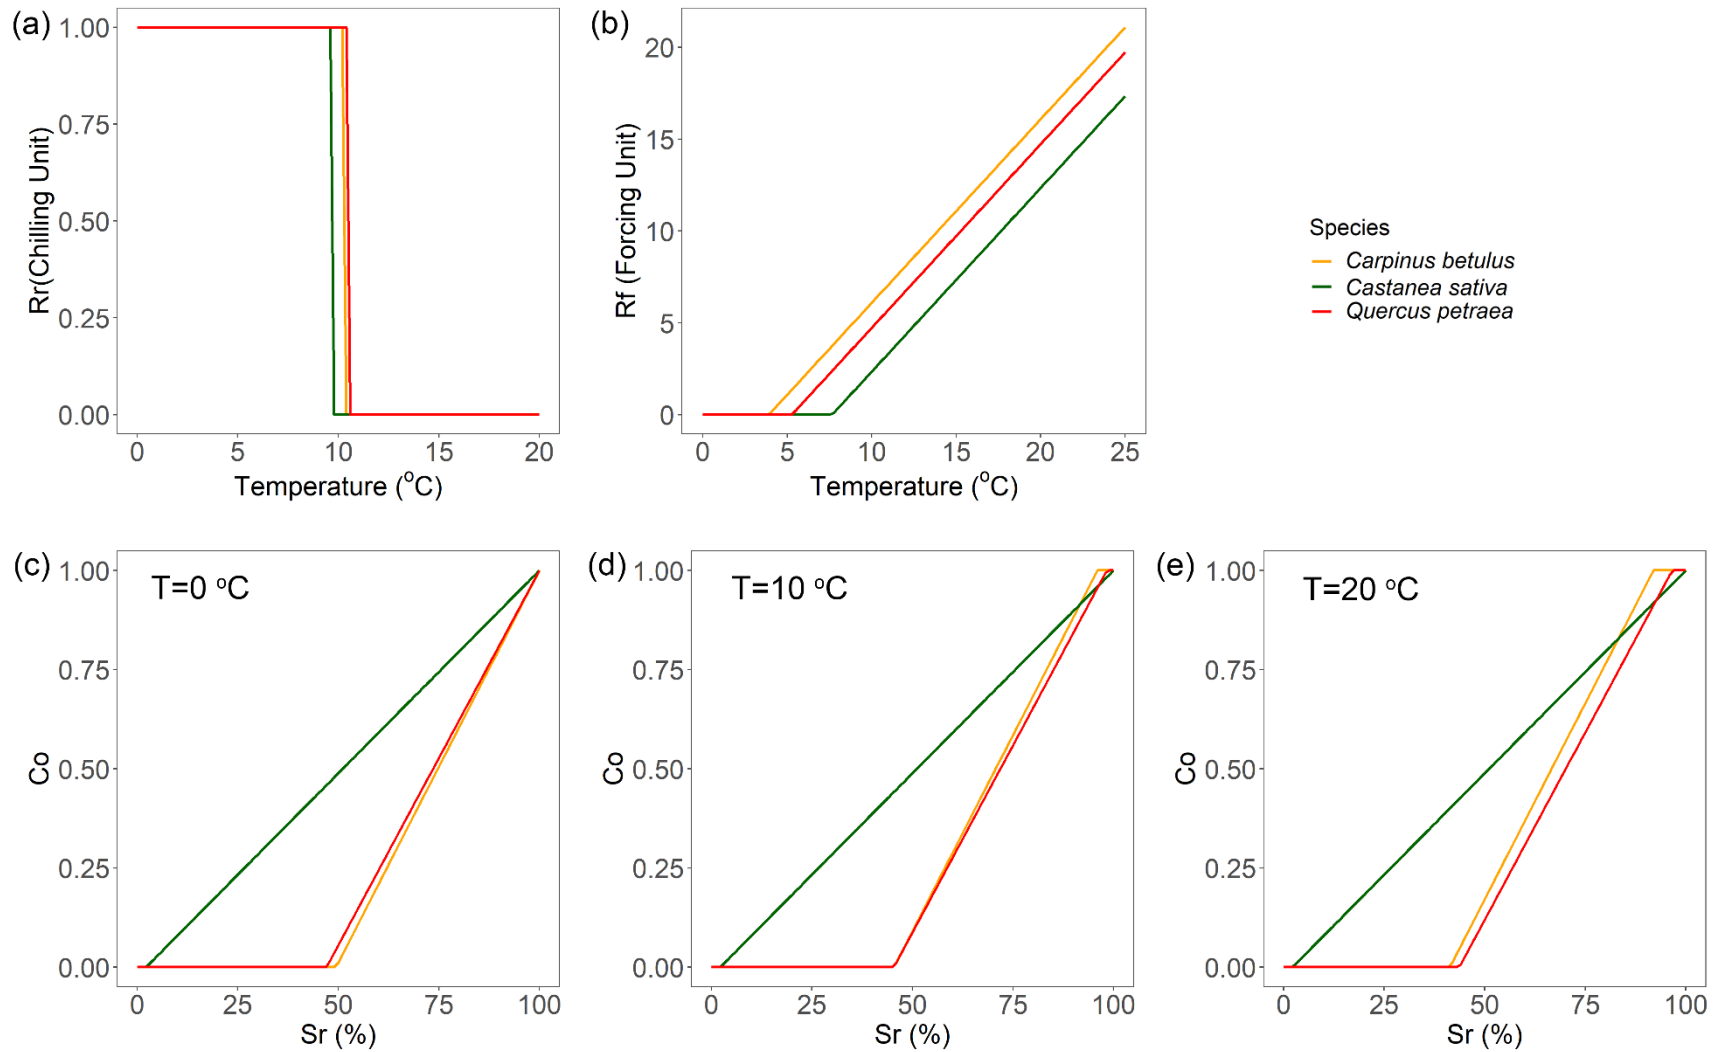 (a)
1.00
0.75
0.50
0.25
0.00
Rr(Chilling Unit)
0 5 10 15 20
Temperature (°C)
(b)
20
15
10
5
0
Rf (Forcing Unit)
0 5 10 15 20 25
Temperature (°C)
Species
Carpinus betulus
Castanea sativa
Quercus petraea
(c)
T=0 °C
1.00
0.75
0.50
0.25
0.00
Co
0 25 50 75 100
Sr (%)
(d)
T=10 °C
1.00
0.75
0.50
0.25
0.00
Co
0 25 50 75 100
Sr (%)
(e)
T=20 °C
1.00
0.75
0.50
0.25
0.00
Co
0 25 50 75 100
Sr (%)